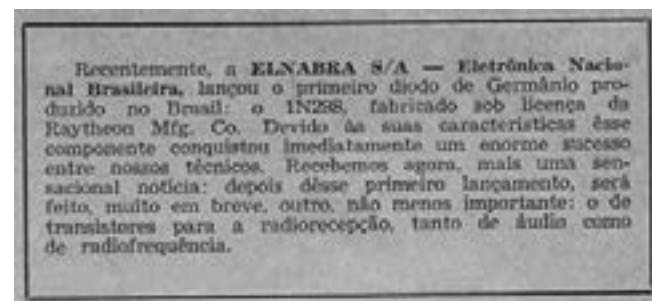 Recentemente, a ELNABRA S/A — Eletrônica Nacio-
nal Brasileira, lançou o primeiro diodo de Germânio pro-
duzido no Brasil: o 1N298, fabricado sob licença da
Raytheon Mfg. Co. Devido às suas características êsse
componente conquistou imediatamente um enorme sucesso
entre nossos técnicos. Recebemos agora, mais uma sen-
sacional notícia: depois dêsse primeiro lançamento, será
feito, muito em breve, outro, não menos importante: o de
transistores para a radiorecepção, tanto de áudio como
de radiofrequência.